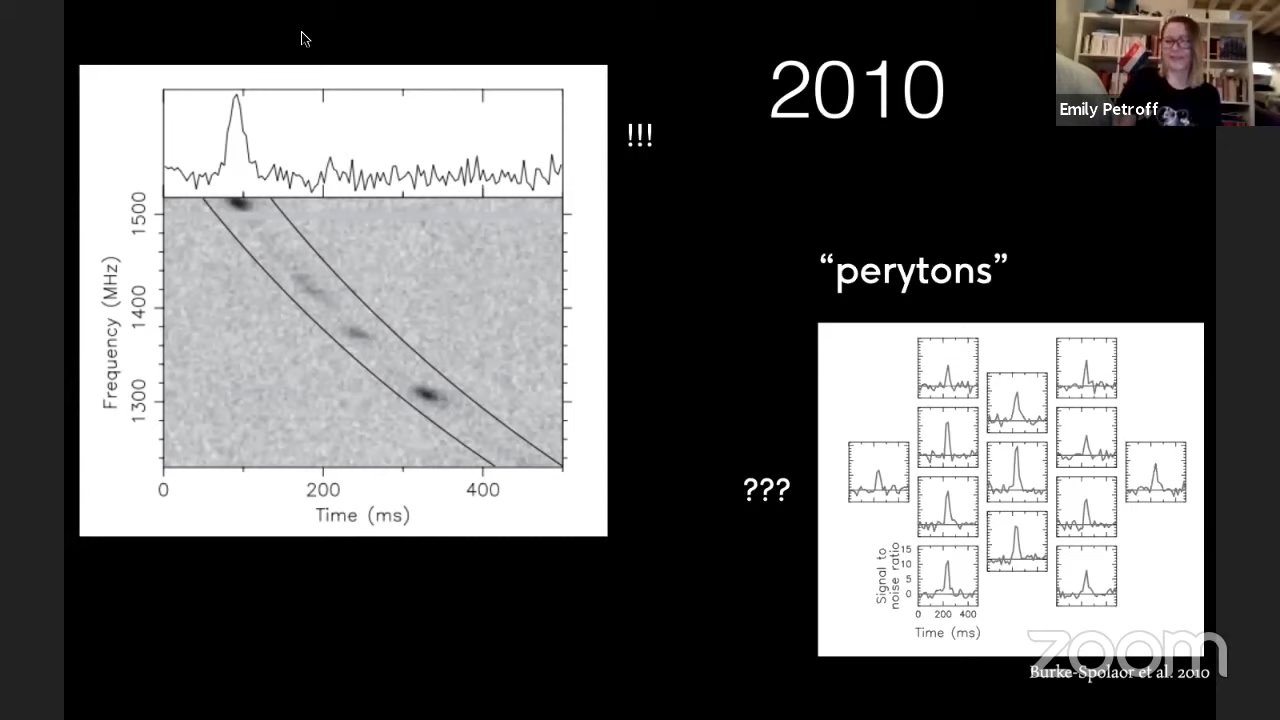 2010
Emily Petroff
!!!
1500
1400
1300
Frequency (MHz)
0 200 400
Time (ms)
“perytons”
???
Signal to
noise ratio
15
10
5
0
0 200 400
Time (ms)
zoom
Burke-Spolaor et al. 2010